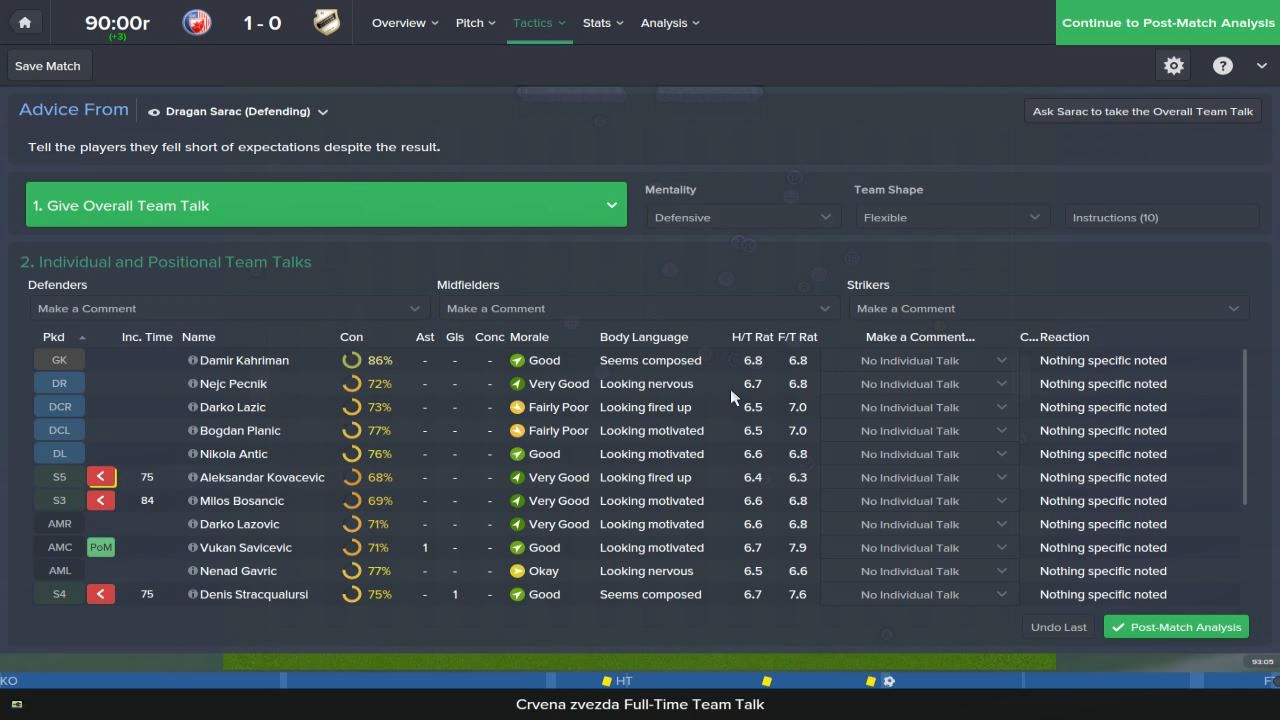 90:00r 1 - 0 Overview Pitch Tactics Stats Analysis Continue to Post-Match Analysis
(+3)
Save Match ?
Advice From Dragan Sarac (Defending) Ask Sarac to take the Overall Team Talk
Tell the players they fell short of expectations despite the result.
1. Give Overall Team Talk Mentality Team Shape
Defensive Flexible Instructions (10)
2. Individual and Positional Team Talks
Defenders Midfielders Strikers
Make a Comment Make a Comment Make a Comment
Pkd Inc. Time Name Con Ast Gls Conc Morale Body Language H/T Rat F/T Rat Make a Comment... C... Reaction
GK Damir Kahriman 86% - - - Good Seems composed 6.8 6.8 No Individual Talk Nothing specific noted
DR Nejc Pecnik 72% - - - Very Good Looking nervous 6.7 6.8 No Individual Talk Nothing specific noted
DCR Darko Lazic 73% - - - Fairly Poor Looking fired up 6.5 7.0 No Individual Talk Nothing specific noted
DCL Bogdan Planic 77% - - - Fairly Poor Looking motivated 6.5 7.0 No Individual Talk Nothing specific noted
DL Nikola Antic 76% - - - Good Looking motivated 6.6 6.8 No Individual Talk Nothing specific noted
S5 75 Aleksandar Kovacevic 68% - - - Very Good Looking fired up 6.4 6.3 No Individual Talk Nothing specific noted
S3 84 Milos Bosancic 69% - - - Very Good Looking motivated 6.6 6.8 No Individual Talk Nothing specific noted
AMR Darko Lazovic 71% - - - Very Good Looking motivated 6.6 6.8 No Individual Talk Nothing specific noted
AMC PoM Vukan Savicevic 71% 1 - - Good Looking motivated 6.7 7.9 No Individual Talk Nothing specific noted
AML Nenad Gavric 77% - - - Okay Looking nervous 6.5 6.6 No Individual Talk Nothing specific noted
S4 75 Denis Stracqualursi 75% - 1 - Good Seems composed 6.7 7.6 No Individual Talk Nothing specific noted
Undo Last Post-Match Analysis
93:05
KO HT
Crvena zvezda Full-Time Team Talk